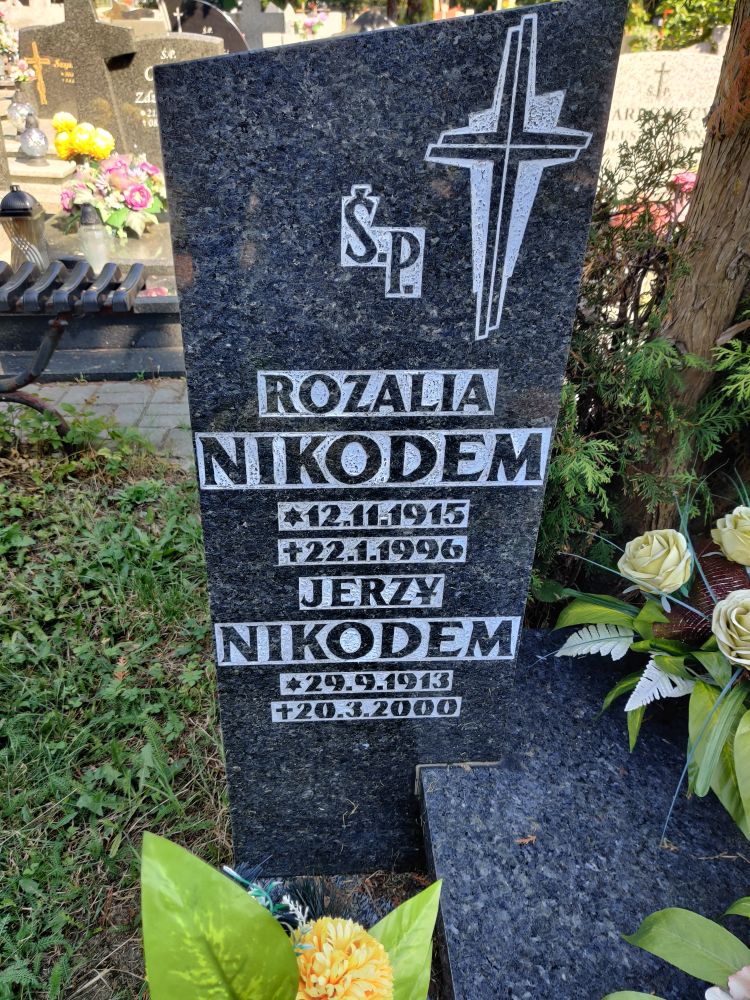 Ś.P.
ROZALIA
NIKODEM
✶12.11.1915
✝22.1.1996
JERZY
NIKODEM
✶29.9.1913
✝20.3.2000